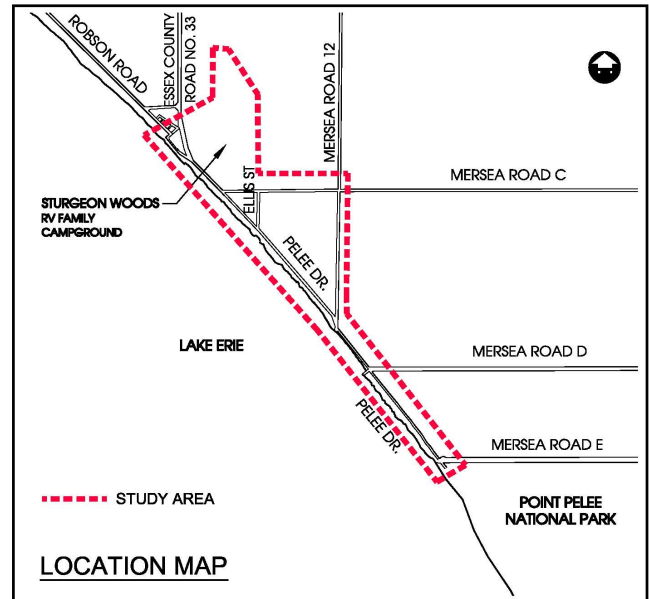 ROBSON ROAD
ESSEX COUNTY
ROAD NO. 33
MERSEA ROAD 12
MERSEA ROAD C
STURGEON WOODS
RV FAMILY
CAMPGROUND
ELLIS ST
PELEE DR.
LAKE ERIE
MERSEA ROAD D
PELEE DR.
MERSEA ROAD E
STUDY AREA
POINT PELEE
NATIONAL PARK
LOCATION MAP